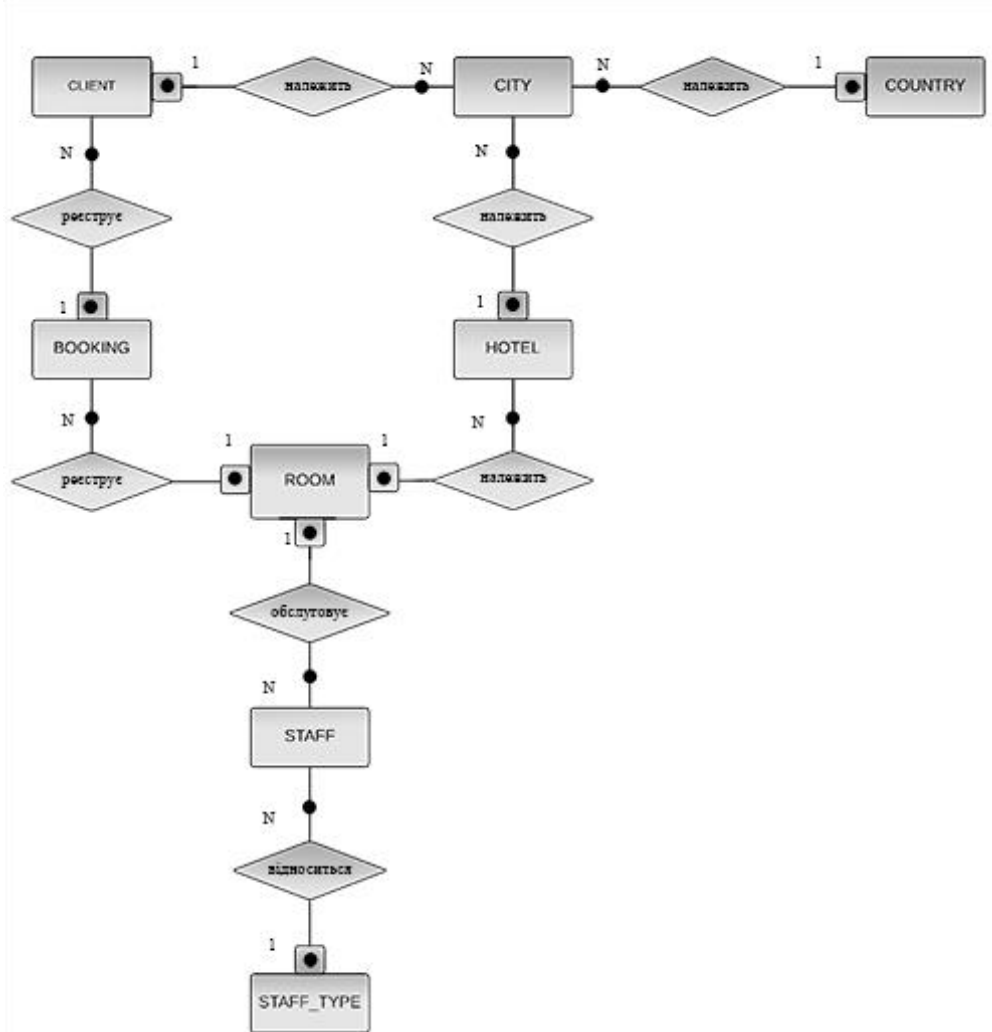 1 N N 1
CLIENT належить CITY належить COUNTRY
N N
реєструє належить
1 1
BOOKING HOTEL
N N
1 1
реєструє ROOM належить
1
обслуговує
N
STAFF
N
відноситься
1
STAFF_TYPE